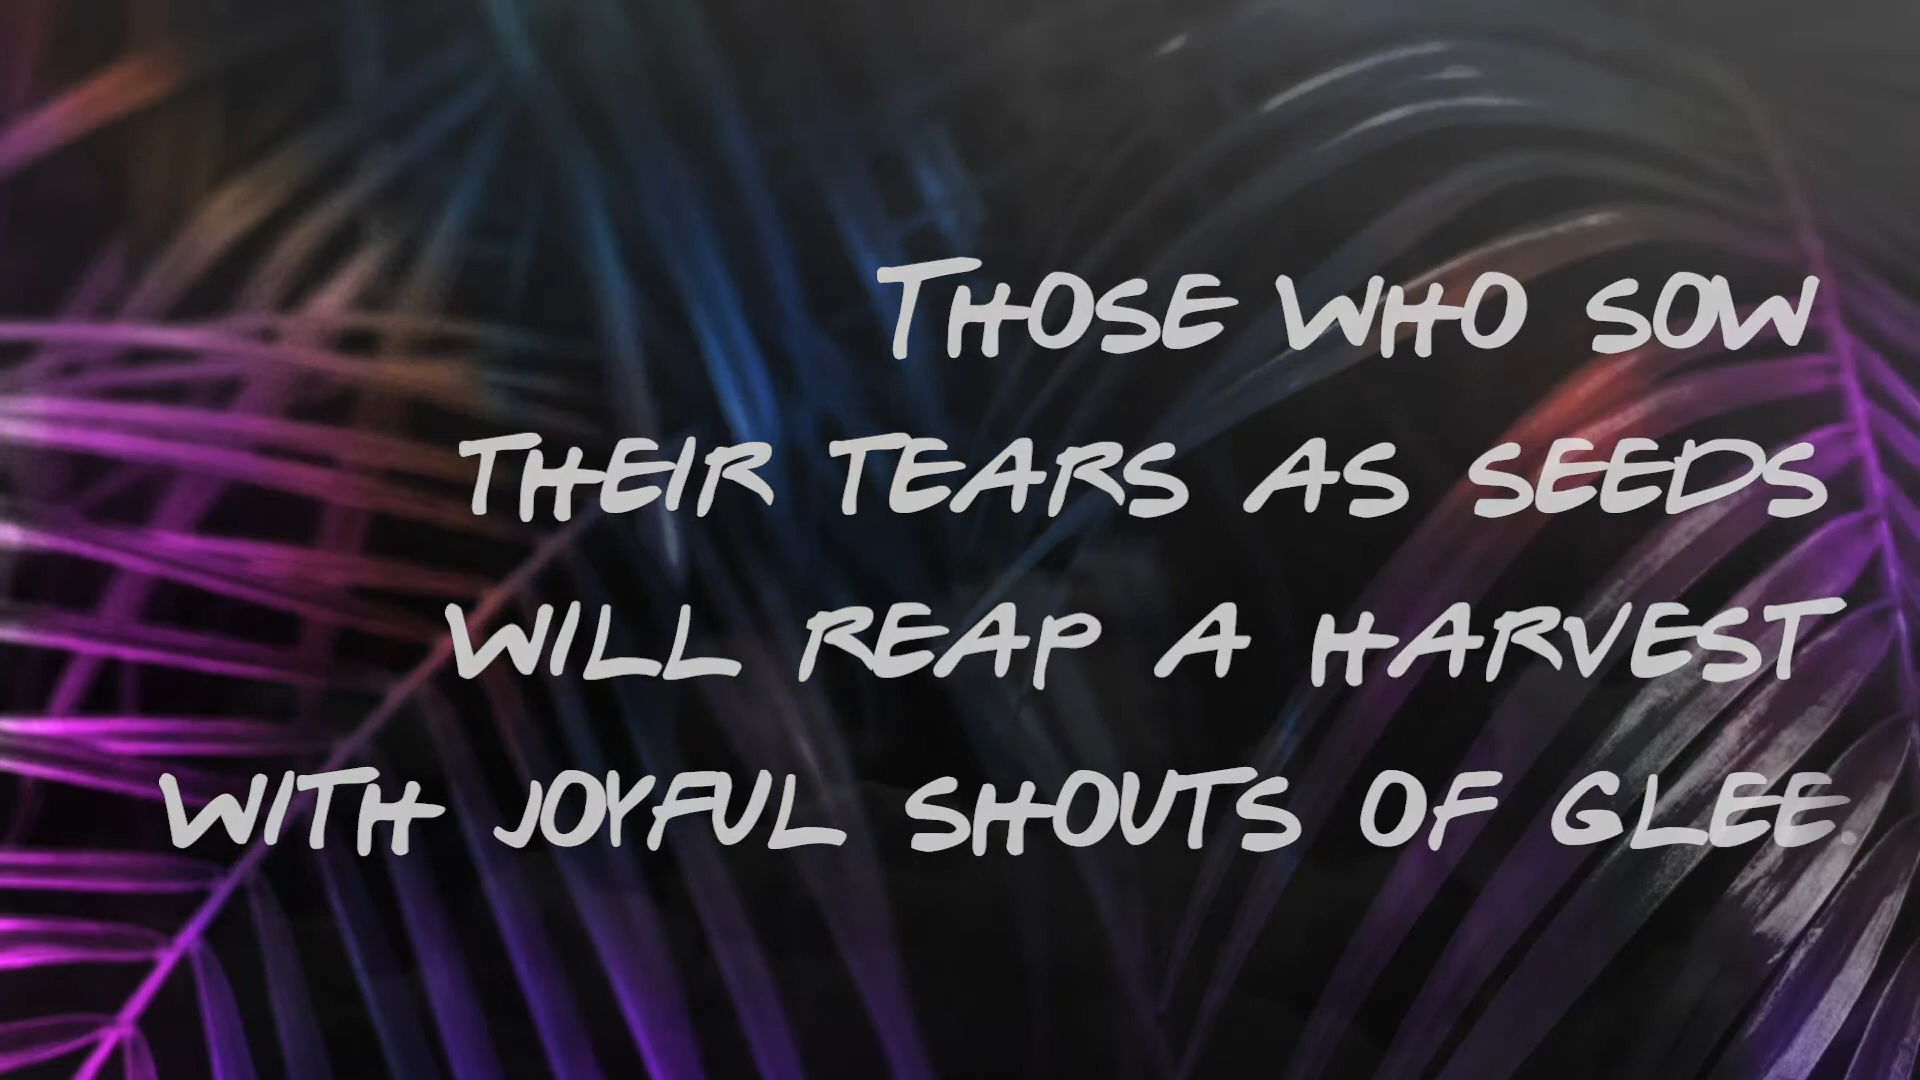 Those who sow
their tears as seeds
will reap a harvest
with joyful shouts of glee.